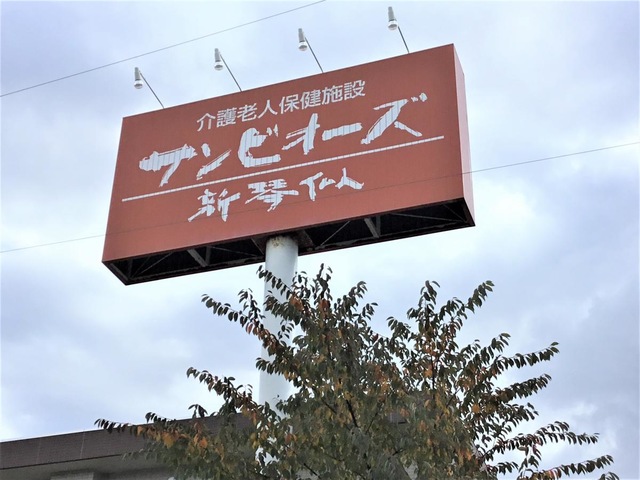 介護老人保健施設
サンビオーズ
新琴似